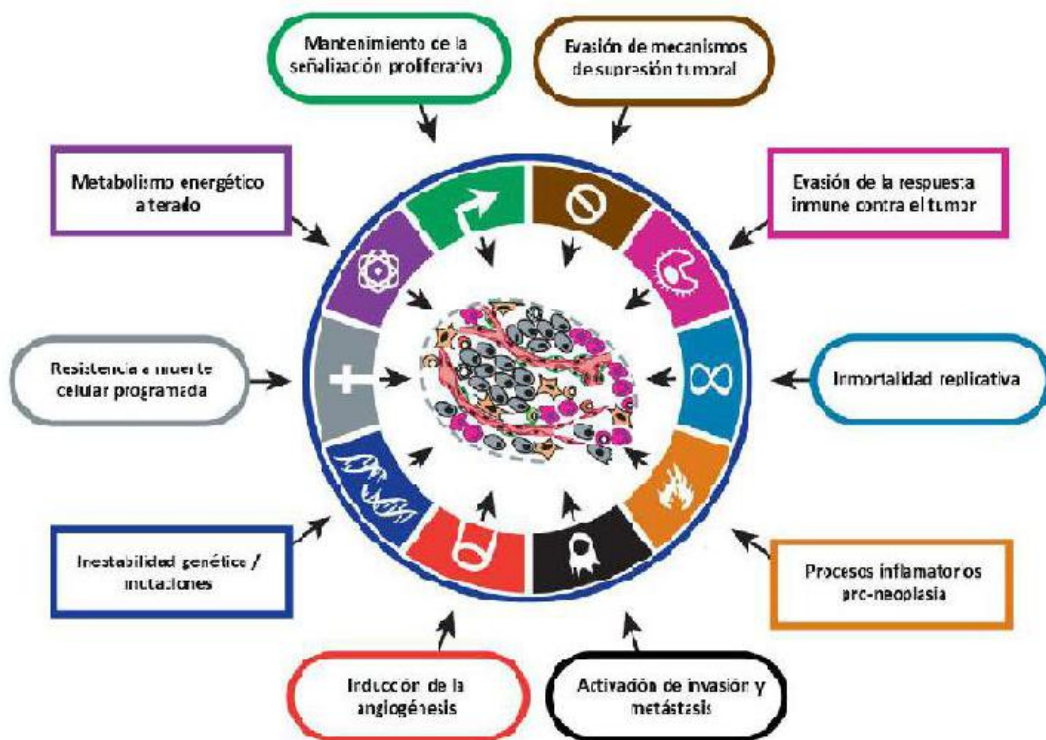 Mantenimiento de la
señalización proliferativa
Evasión de mecanismos
de supresión tumoral
Metabolismo energético
alterado
Evasión de la respuesta
inmune contra el tumor
Resistencia a muerte
celular programada
Inmortalidad replicativa
Inestabilidad genética /
mutaciones
Procesos inflamatorios
pro-neoplasia
Inducción de la
angiogénesis
Activación de invasión y
metástasis